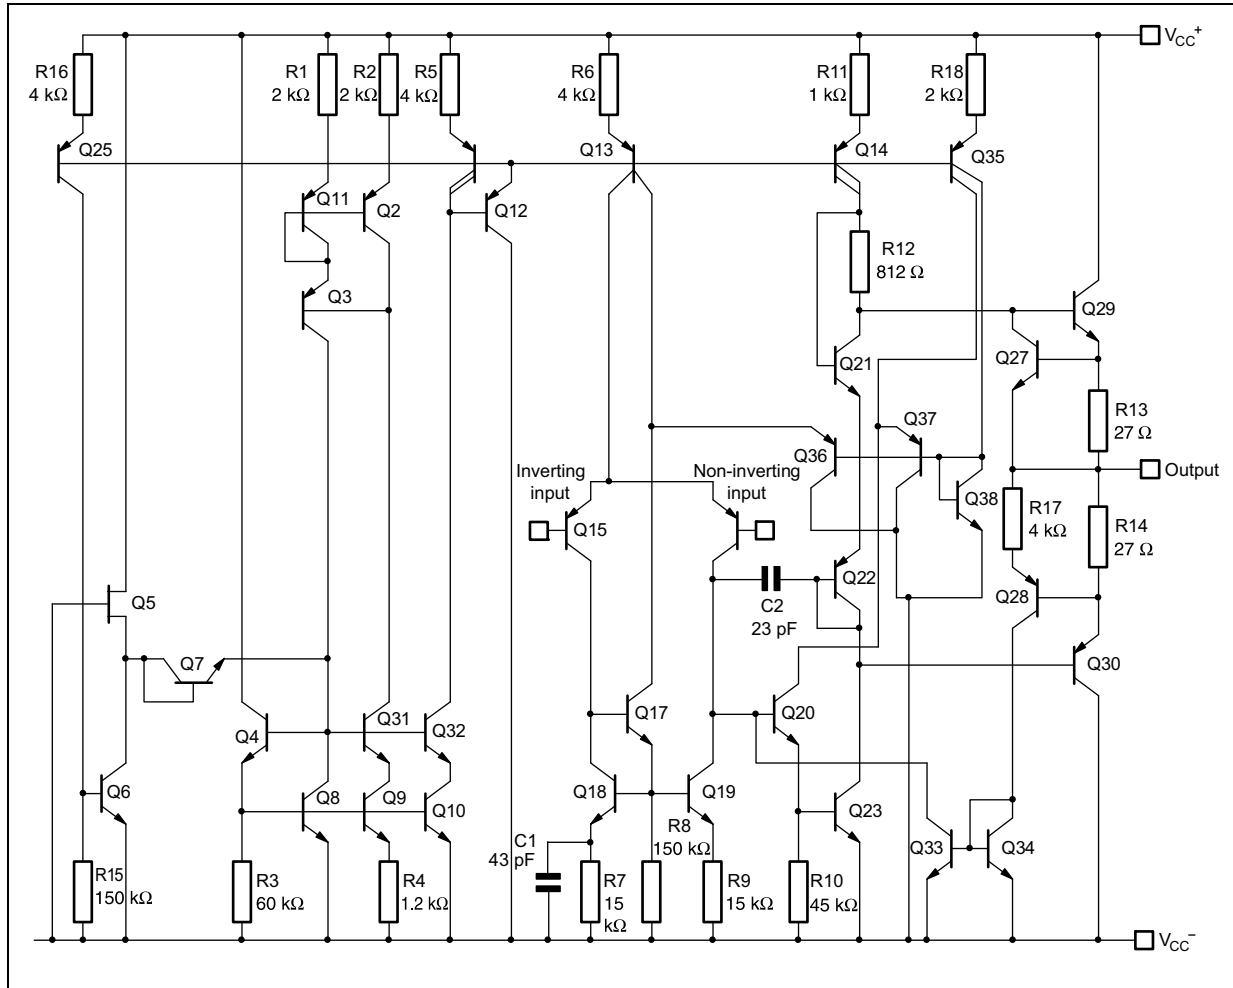 VCC+
R16
4 kΩ
R1
2 kΩ
R2
2 kΩ
R5
4 kΩ
R6
4 kΩ
R11
1 kΩ
R18
2 kΩ
Q25
Q13
Q14
Q35
Q11
Q2
Q12
R12
812 Ω
Q3
Q29
Q27
Q21
R13
27 Ω
Q37
Q36
Inverting
input
Non-inverting
input
Output
Q38
Q15
R17
4 kΩ
R14
27 Ω
Q22
C2
23 pF
Q28
Q5
Q7
Q30
Q4
Q31
Q32
Q17
Q20
Q6
Q8
Q9
Q10
Q18
Q19
Q23
C1
43 pF
R8
150 kΩ
Q33
Q34
R15
150 kΩ
R3
60 kΩ
R4
1.2 kΩ
R7
15
kΩ
R9
15 kΩ
R10
45 kΩ
VCC−